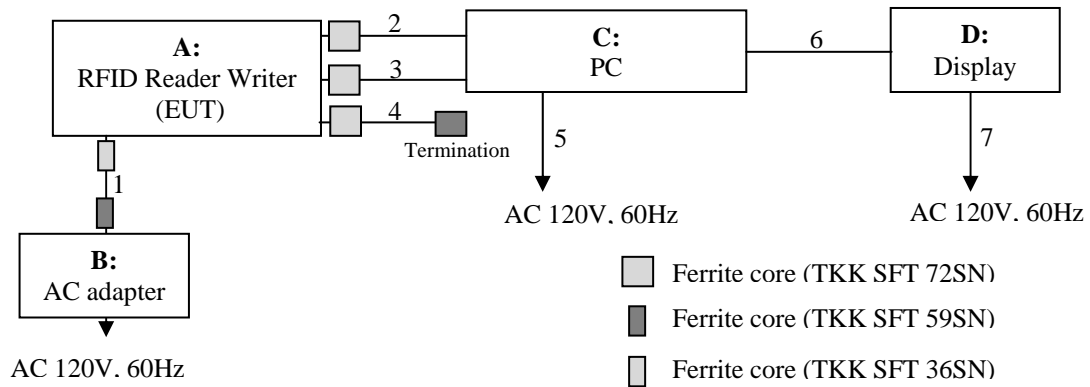 A:
RFID Reader Writer
(EUT)
2
3
4
Termination
C:
PC
6
D:
Display
1
5
7
AC 120V, 60Hz
AC 120V, 60Hz
B:
AC adapter
AC 120V, 60Hz
Ferrite core (TKK SFT 72SN)
Ferrite core (TKK SFT 59SN)
Ferrite core (TKK SFT 36SN)